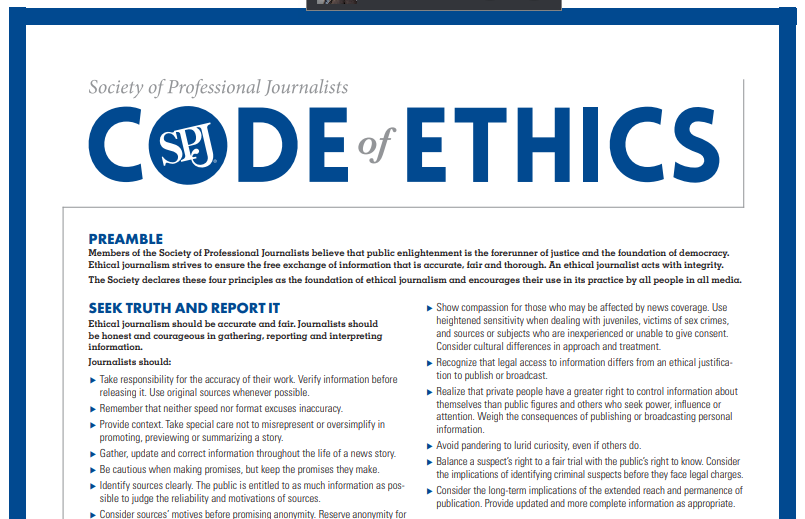 Society of Professional Journalists
CODE of ETHICS
SPJ
PREAMBLE
Members of the Society of Professional Journalists believe that public enlightenment is the forerunner of justice and the foundation of democracy.
Ethical journalism strives to ensure the free exchange of information that is accurate, fair and thorough. An ethical journalist acts with integrity.
The Society declares these four principles as the foundation of ethical journalism and encourages their use in its practice by all people in all media.
SEEK TRUTH AND REPORT IT
Ethical journalism should be accurate and fair. Journalists should
be honest and courageous in gathering, reporting and interpreting
information.
Journalists should:
► Take responsibility for the accuracy of their work. Verify information before
releasing it. Use original sources whenever possible.
► Remember that neither speed nor format excuses inaccuracy.
► Provide context. Take special care not to misrepresent or oversimplify in
promoting, previewing or summarizing a story.
► Gather, update and correct information throughout the life of a news story.
► Be cautious when making promises, but keep the promises they make.
► Identify sources clearly. The public is entitled to as much information as pos-
sible to judge the reliability and motivations of sources.
► Consider sources' motives before promising anonymity. Reserve anonymity for
► Show compassion for those who may be affected by news coverage. Use
heightened sensitivity when dealing with juveniles, victims of sex crimes,
and sources or subjects who are inexperienced or unable to give consent.
Consider cultural differences in approach and treatment.
► Recognize that legal access to information differs from an ethical justifica-
tion to publish or broadcast.
► Realize that private people have a greater right to control information about
themselves than public figures and others who seek power, influence or
attention. Weigh the consequences of publishing or broadcasting personal
information.
► Avoid pandering to lurid curiosity, even if others do.
► Balance a suspect's right to a fair trial with the public's right to know. Consider
the implications of identifying criminal suspects before they face legal charges.
► Consider the long-term implications of the extended reach and permanence of
publication. Provide updated and more complete information as appropriate.